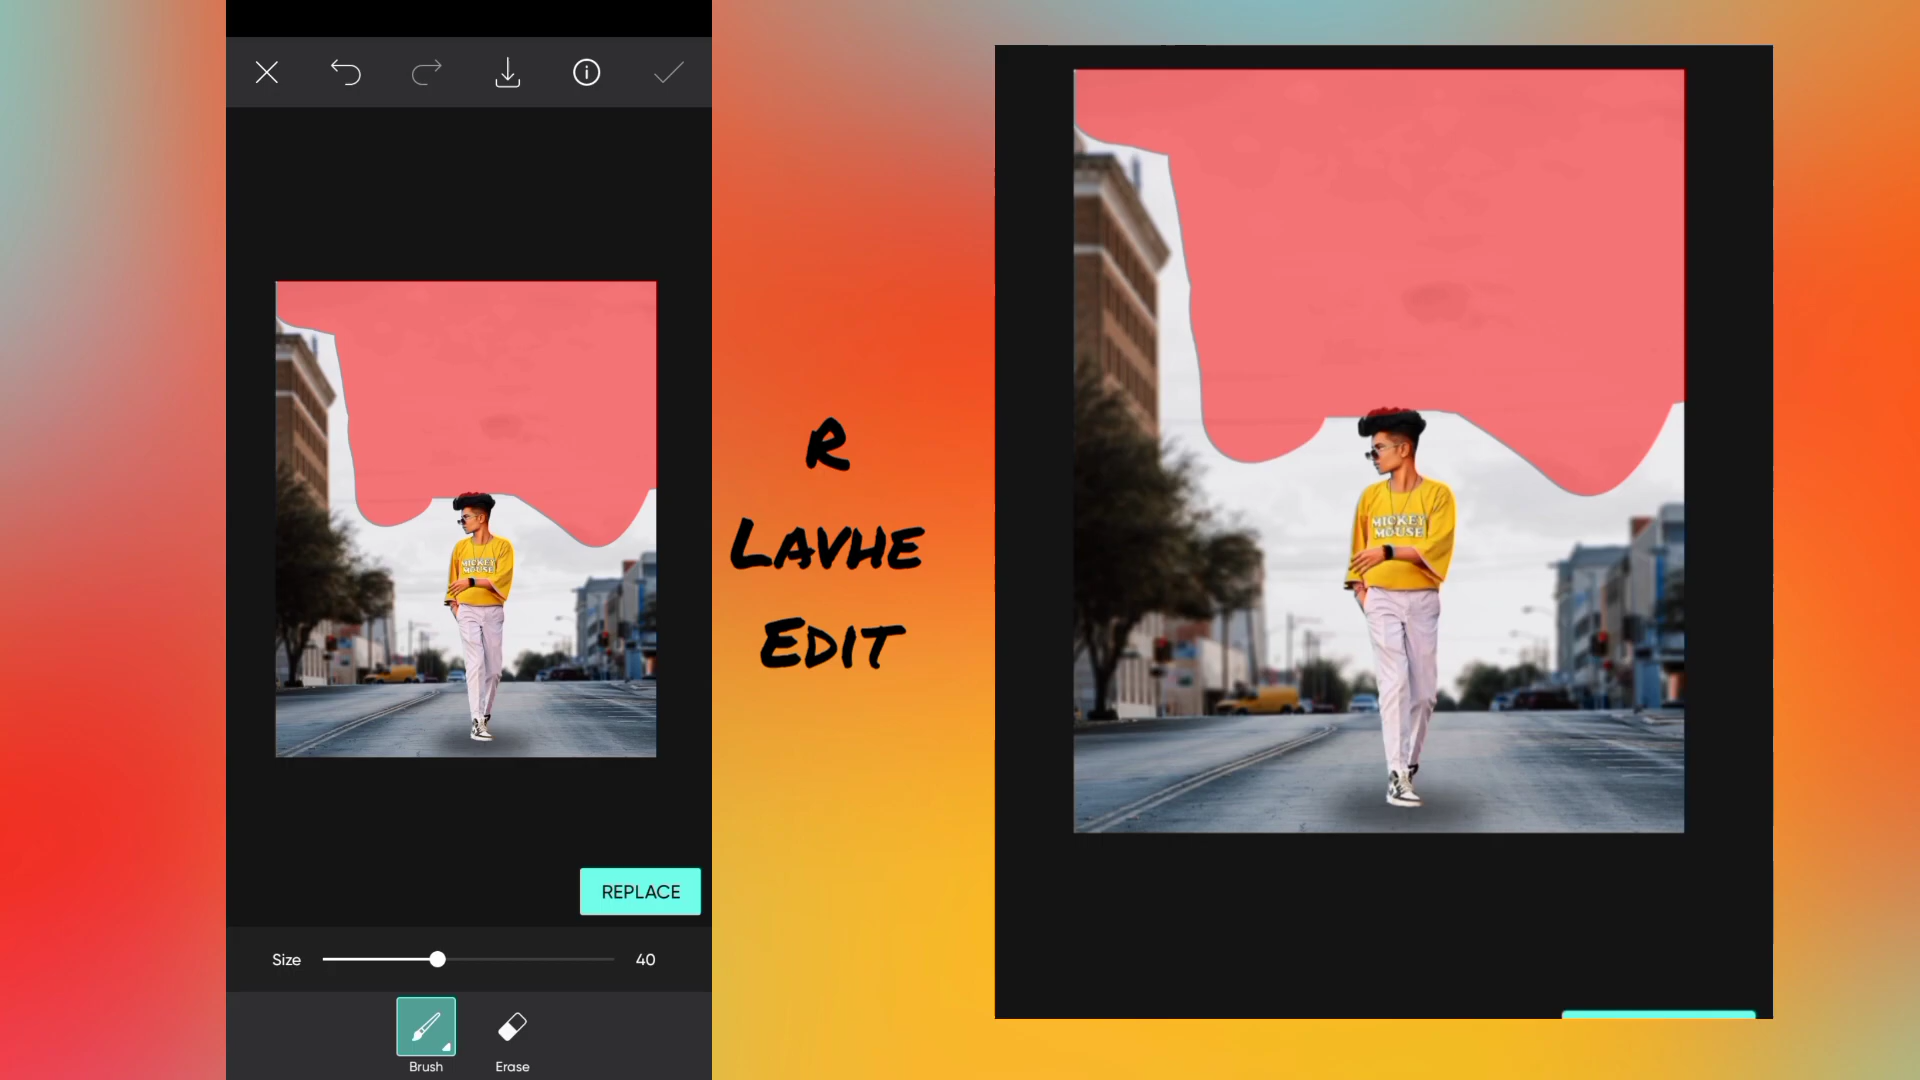 MICKEY
MOUSE
REPLACE
Size 40
Brush Erase
R
LAVHE
EDIT
MICKEY
MOUSE